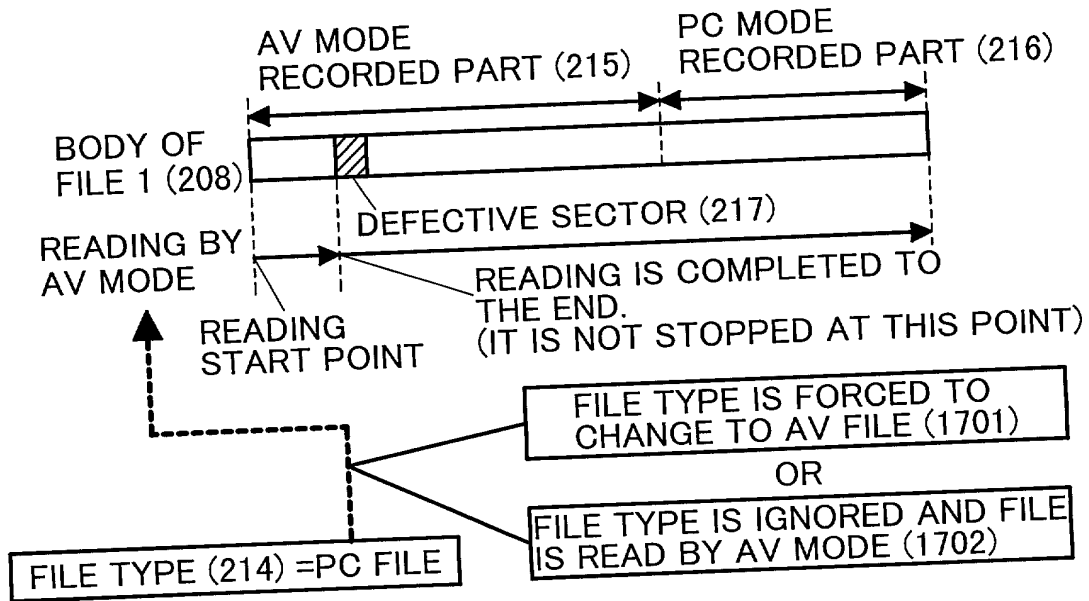 AV MODE
RECORDED PART (215)
PC MODE
RECORDED PART (216)
BODY OF
FILE 1 (208)
DEFECTIVE SECTOR (217)
READING BY
AV MODE
READING IS COMPLETED TO
THE END.
(IT IS NOT STOPPED AT THIS POINT)
READING
START POINT
FILE TYPE IS FORCED TO
CHANGE TO AV FILE (1701)
OR
FILE TYPE IS IGNORED AND FILE
IS READ BY AV MODE (1702)
FILE TYPE (214) =PC FILE